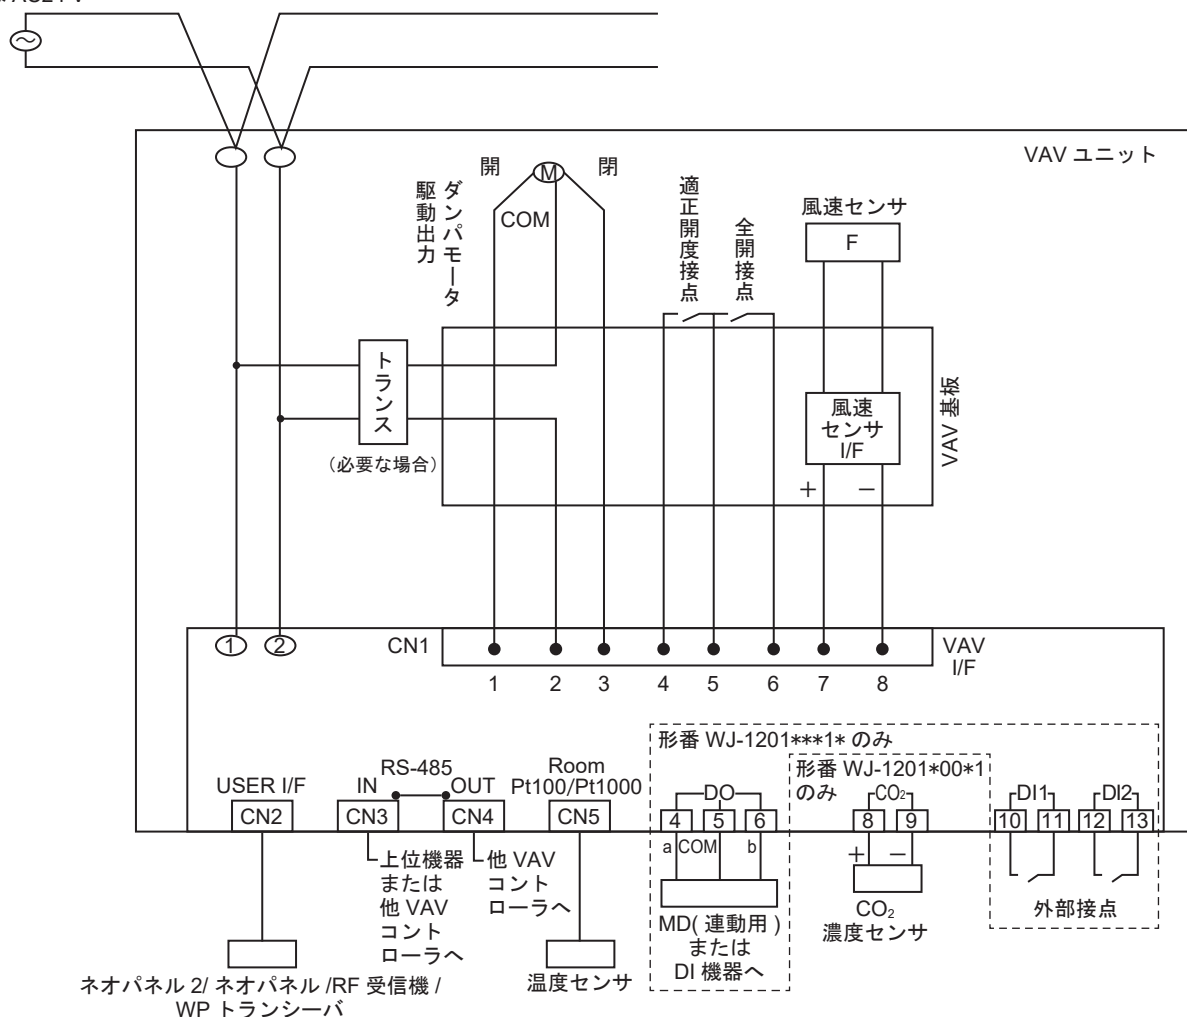 VAV ユニット
開
M
閉
COM
ダンパモータ
駆動出力
適正開度接点
全開接点
風速センサ
F
トランス
(必要な場合)
風速
センサ
I/F
+
−
VAV 基板
1
2
CN1
VAV
I/F
1
2
3
4
5
6
7
8
形番 WJ-1201***1* のみ
形番 WJ-1201*00*1
のみ
USER I/F
CN2
RS-485
IN
OUT
CN3
CN4
Room
Pt100/Pt1000
CN5
DO
4
5
6
a
COM
b
CO₂
8
9
+
−
DI1
10
11
DI2
12
13
上位機器
または
他 VAV
コント
ローラへ
他 VAV
コント
ローラへ
MD( 連動用 )
または
DI 機器へ
CO₂
濃度センサ
外部接点
ネオパネル 2/ ネオパネル /RF 受信機 /
WP トランシーバ
温度センサ